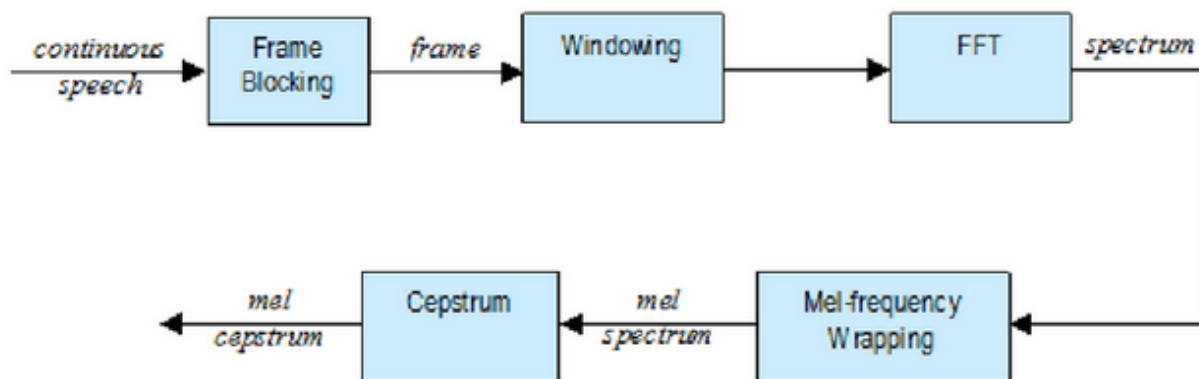 continuous
speech
Frame
Blocking
frame
Windowing
FFT
spectrum
mel
cepstrum
Cepstrum
mel
spectrum
Mel-frequency
Wrapping